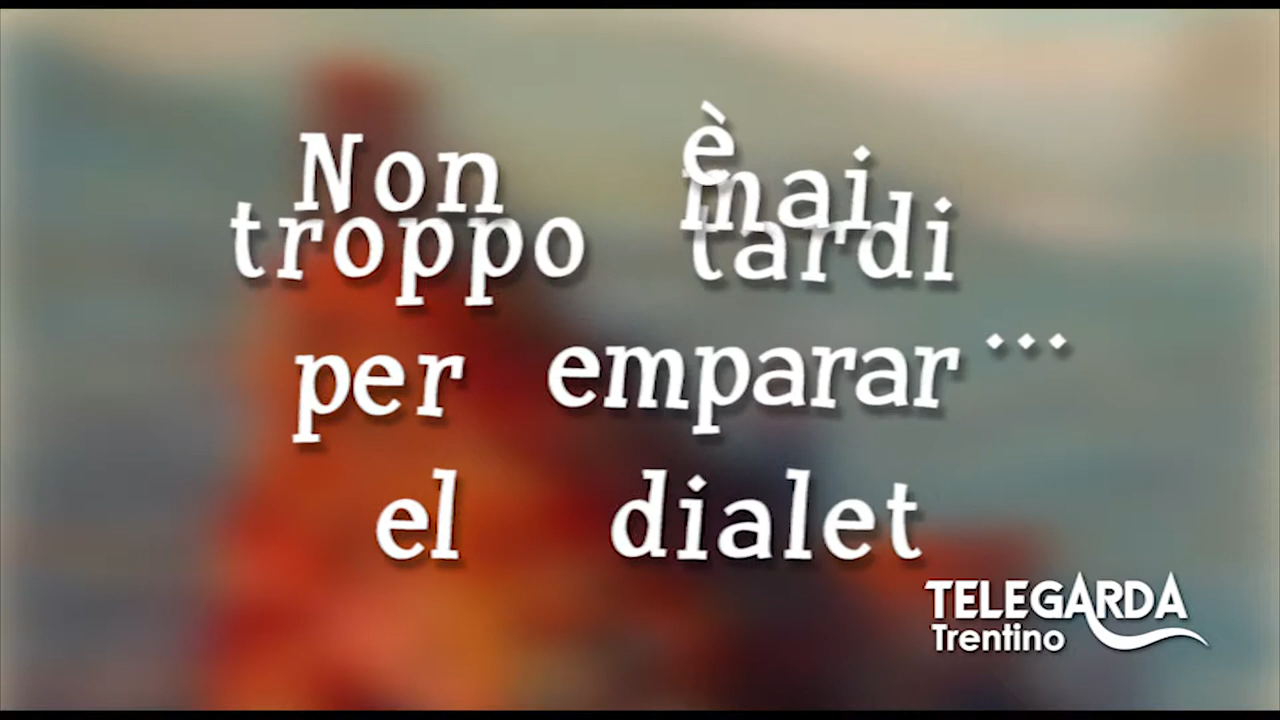 Non è mai
troppo tardi
per emparar...
el dialet
TELEGARDA
Trentino